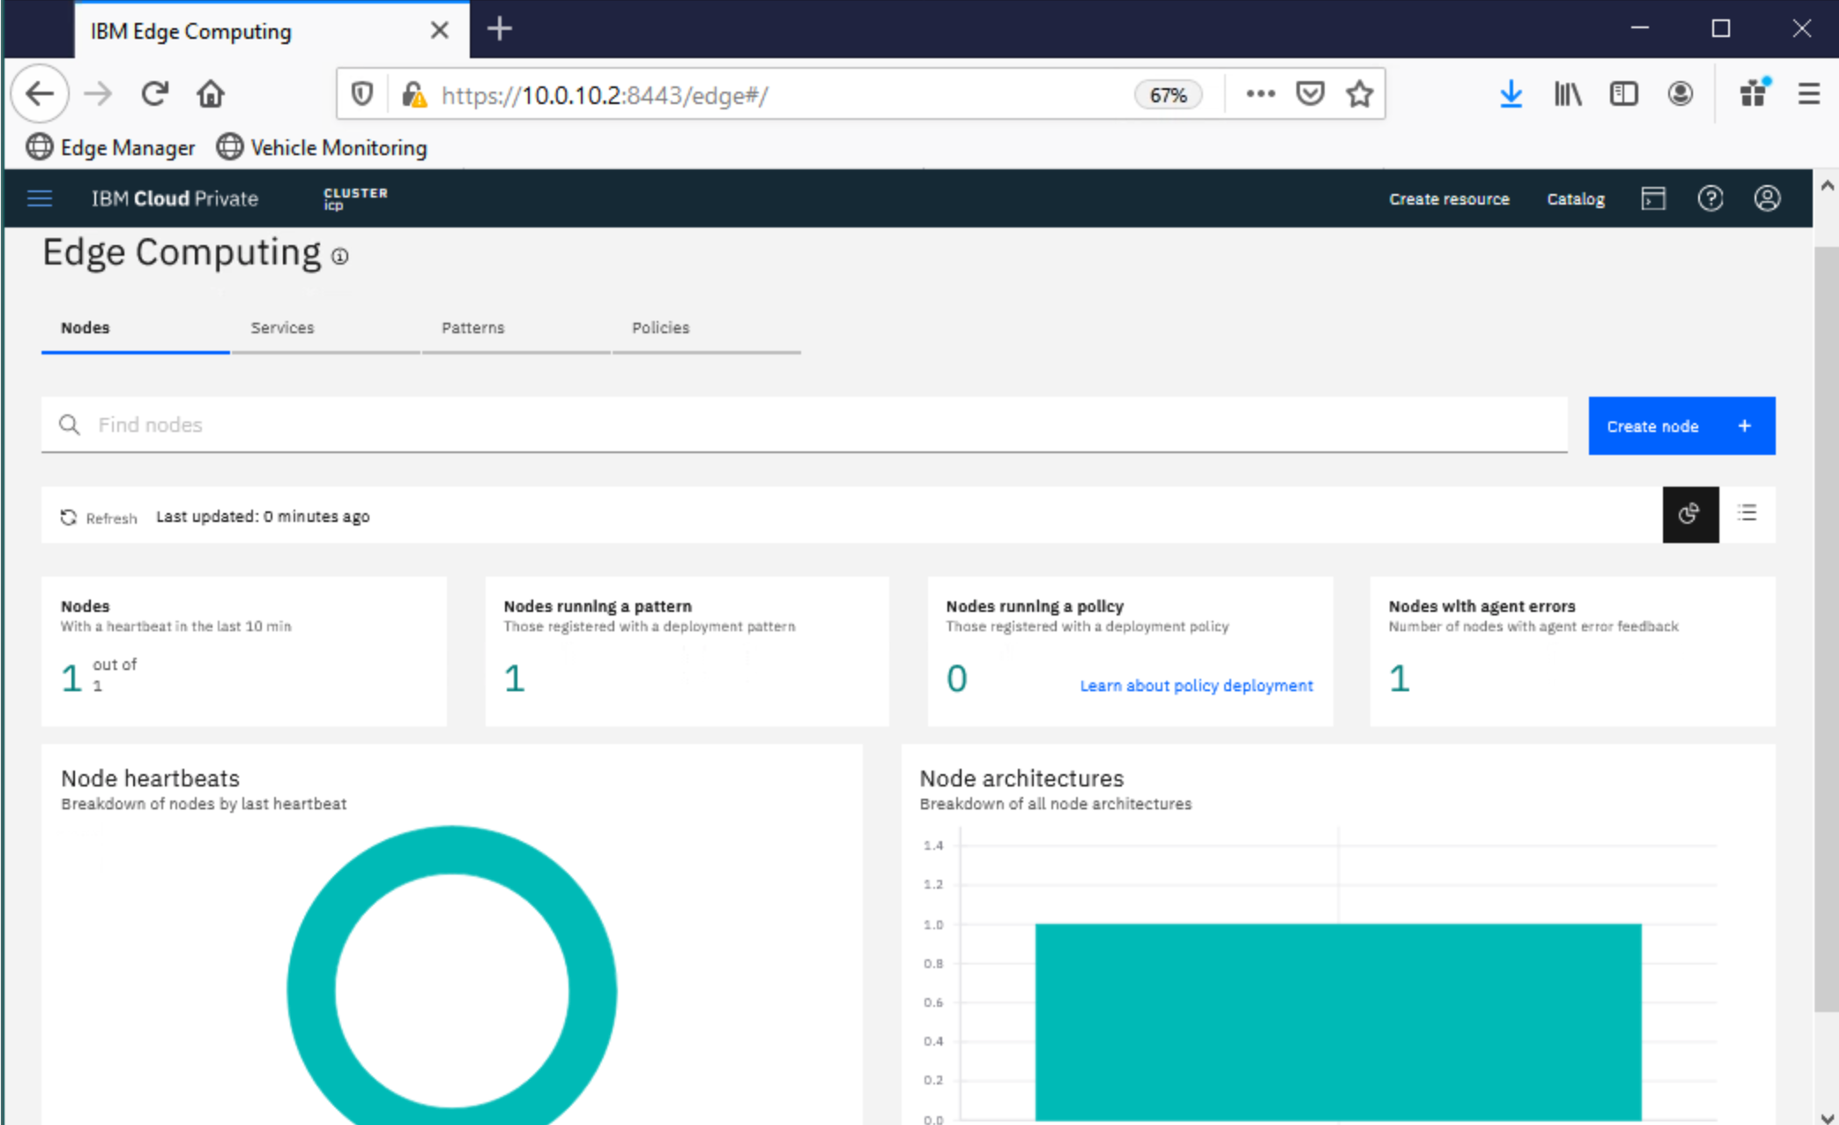 IBM Edge Computing
https://10.0.10.2:8443/edge#/
67%
Edge Manager
Vehicle Monitoring
IBM Cloud Private
CLUSTER
icp
Create resource
Catalog
Edge Computing
Nodes
Services
Patterns
Policies
Find nodes
Create node +
Refresh
Last updated: 0 minutes ago
Nodes
With a heartbeat in the last 10 min
1 out of
1
Nodes running a pattern
Those registered with a deployment pattern
1
Nodes running a policy
Those registered with a deployment policy
0
Learn about policy deployment
Nodes with agent errors
Number of nodes with agent error feedback
1
Node heartbeats
Breakdown of nodes by last heartbeat
Node architectures
Breakdown of all node architectures
1.4
1.2
1.0
0.8
0.6
0.4
0.2
0.0